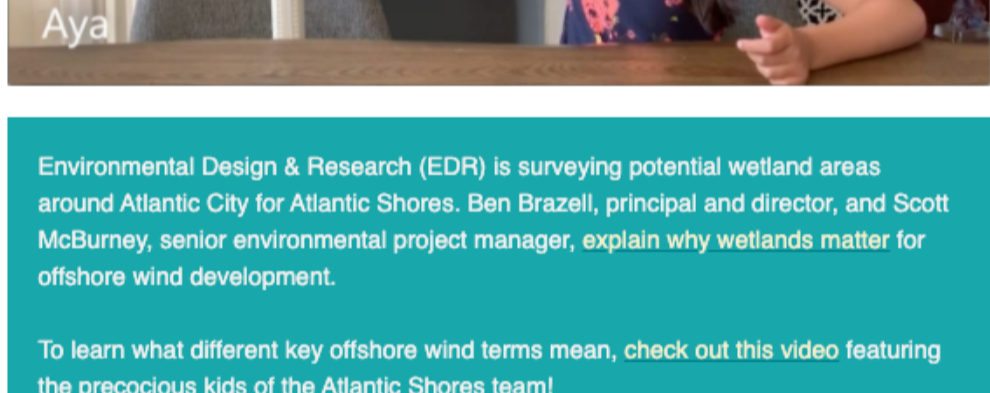 Aya
Environmental Design & Research (EDR) is surveying potential wetland areas
around Atlantic City for Atlantic Shores. Ben Brazell, principal and director, and Scott
McBurney, senior environmental project manager, explain why wetlands matter for
offshore wind development.
To learn what different key offshore wind terms mean, check out this video featuring
the precocious kids of the Atlantic Shores team!